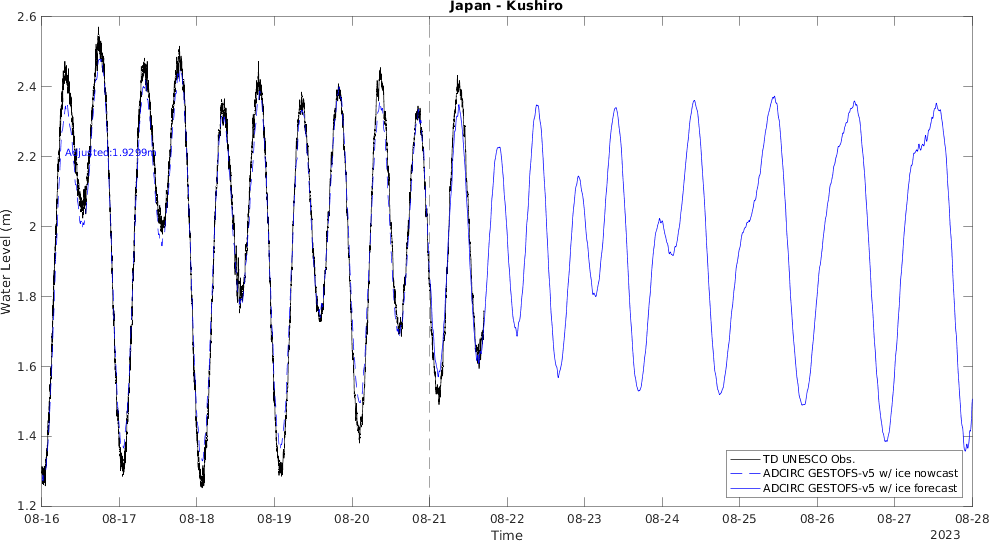 Japan - Kushiro
2.6
2.4
2.2
2
1.8
1.6
1.4
1.2
Water Level (m)
Adjusted:1.9299m
TD UNESCO Obs.
ADCIRC GESTOFS-v5 w/ ice nowcast
ADCIRC GESTOFS-v5 w/ ice forecast
08-16 08-17 08-18 08-19 08-20 08-21 08-22 08-23 08-24 08-25 08-26 08-27 08-28
Time
2023